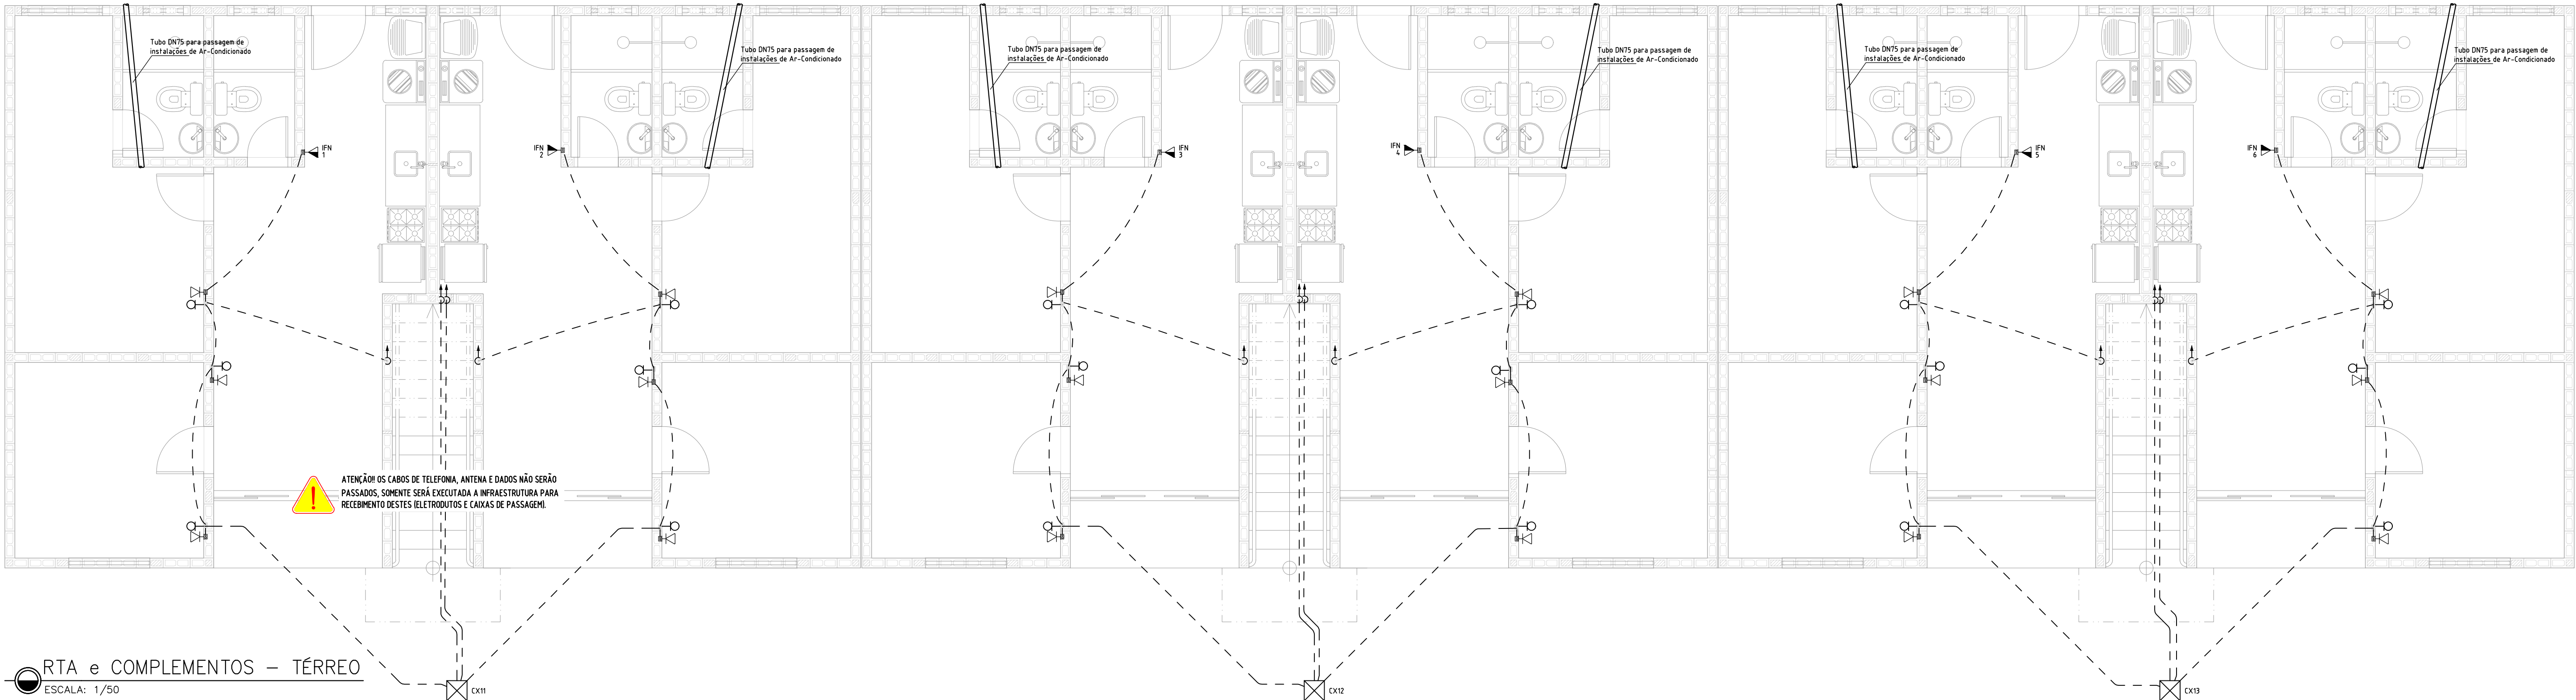 Tubo DN75 para passagem de
instalações de Ar-Condicionado
Tubo DN75 para passagem de
instalações de Ar-Condicionado
Tubo DN75 para passagem de
instalações de Ar-Condicionado
Tubo DN75 para passagem de
instalações de Ar-Condicionado
Tubo DN75 para passagem de
instalações de Ar-Condicionado
Tubo DN75 para passagem de
instalações de Ar-Condicionado
IFN
1
IFN
2
IFN
3
IFN
4
IFN
5
IFN
6
ATENÇÃO!! OS CABOS DE TELEFONIA, ANTENA E DADOS NÃO SERÃO
PASSADOS, SOMENTE SERÁ EXECUTADA A INFRAESTRUTURA PARA
RECEBIMENTO DESTES (ELETRODUTOS E CAIXAS DE PASSAGEM).
RTA e COMPLEMENTOS – TÉRREO
ESCALA: 1/50
CX11
CX12
CX13